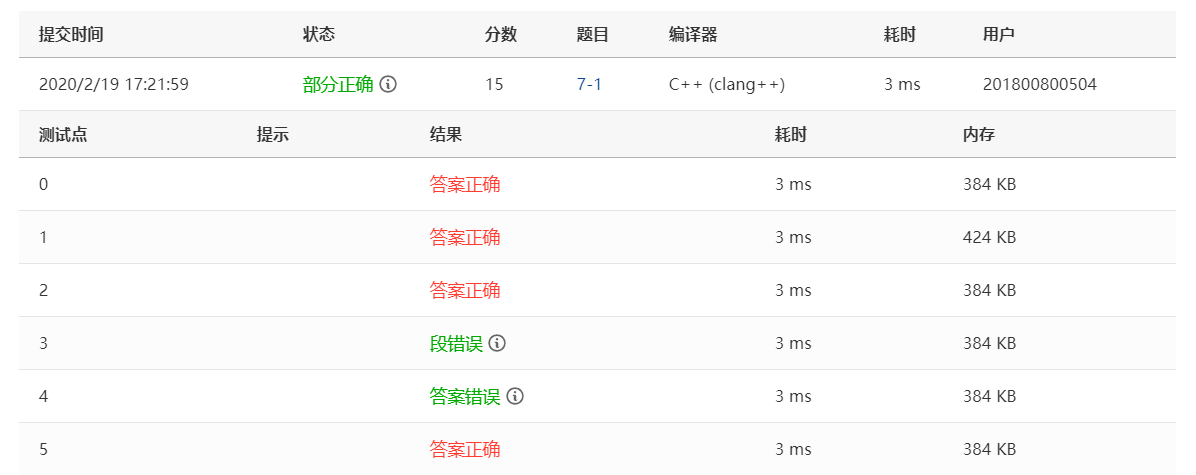 提交时间 状态 分数 题目 编译器 耗时 用户
2020/2/19 17:21:59 部分正确 15 7-1 C++ (clang++) 3 ms 201800800504
测试点 提示 结果 耗时 内存
0 答案正确 3 ms 384 KB
1 答案正确 3 ms 424 KB
2 答案正确 3 ms 384 KB
3 段错误 3 ms 384 KB
4 答案错误 3 ms 384 KB
5 答案正确 3 ms 384 KB